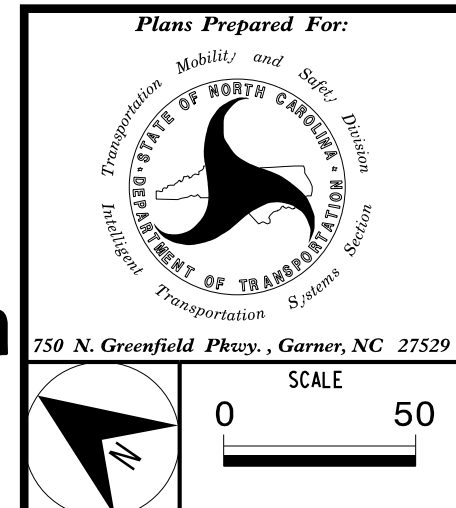 Plans Prepared For:
Transportation Mobility and Safety Division
STATE OF NORTH CAROLINA
DEPARTMENT OF TRANSPORTATION
Intelligent Transportation Systems Section
750 N. Greenfield Pkwy., Garner, NC 27529
SCALE
0 50
N